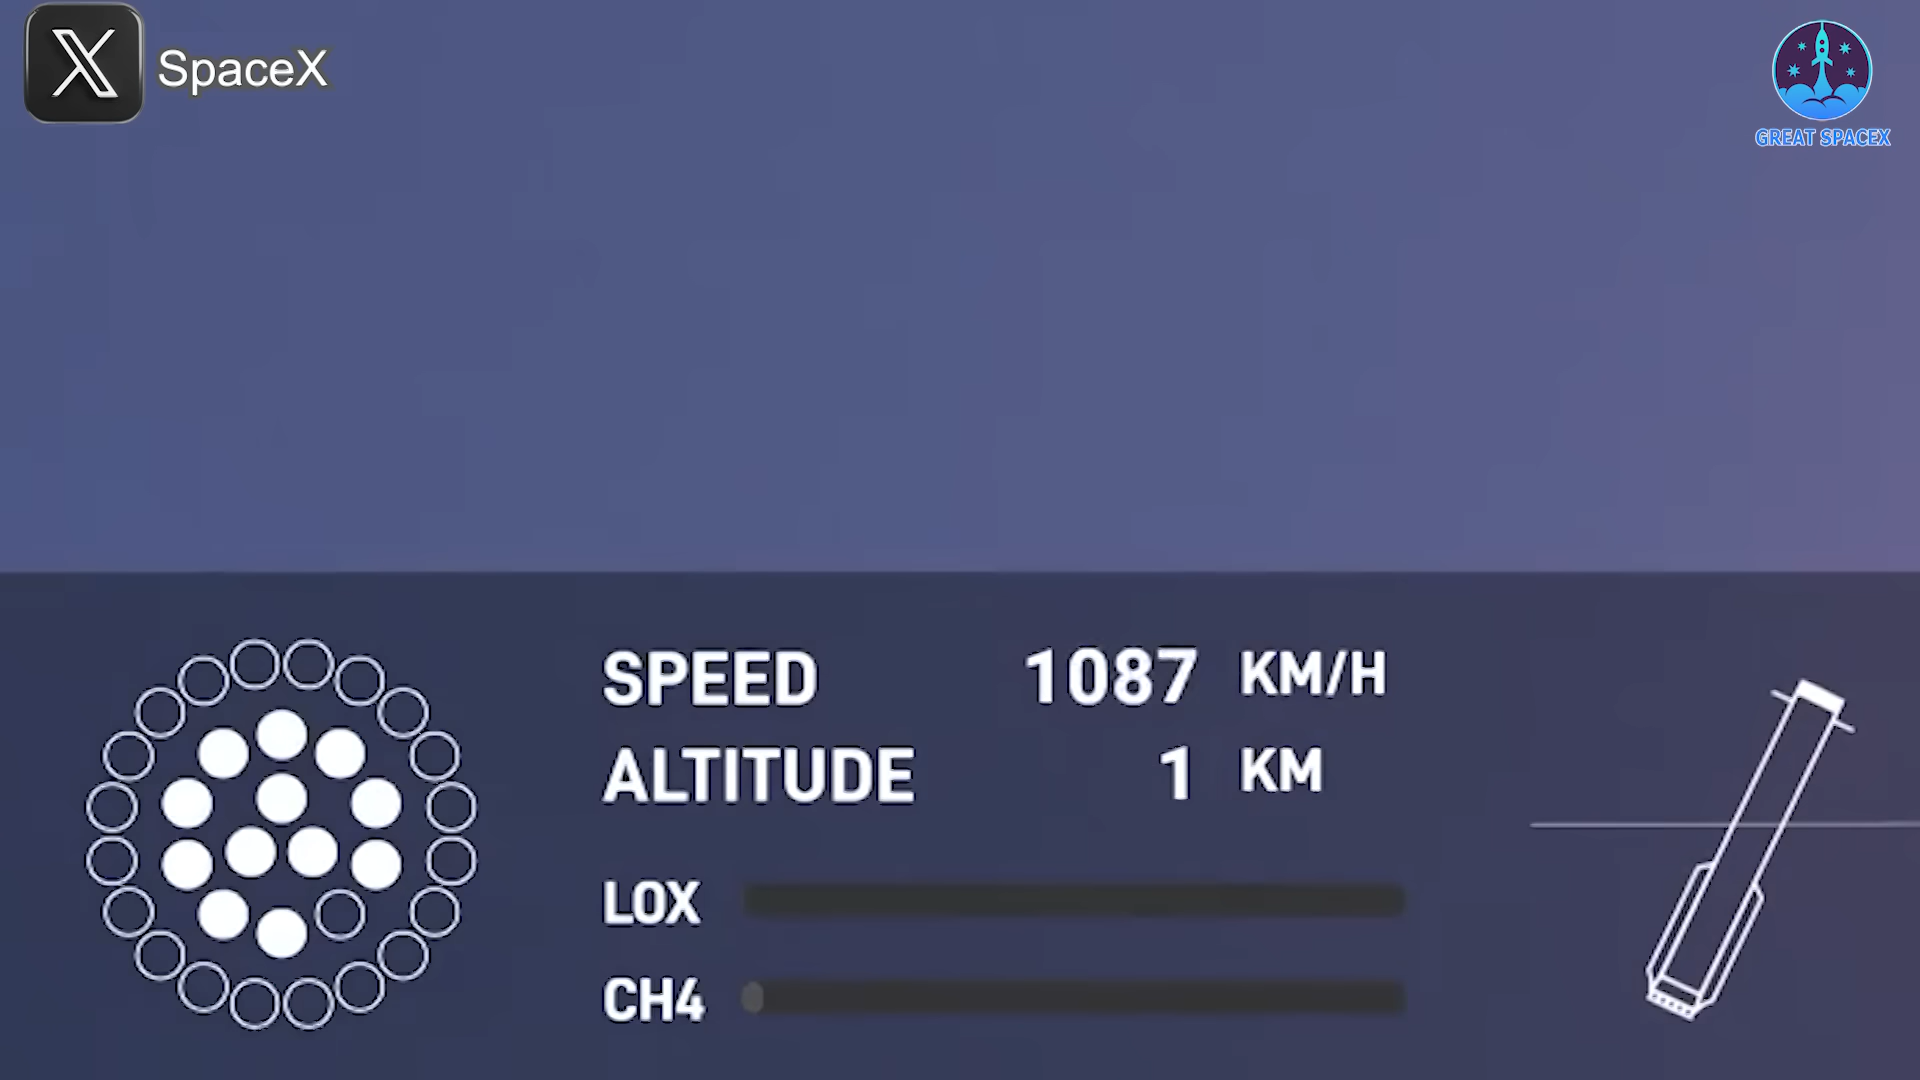 SpaceX
GREAT SPACEX
SPEED 1087 KM/H
ALTITUDE 1 KM
LOX
CH4